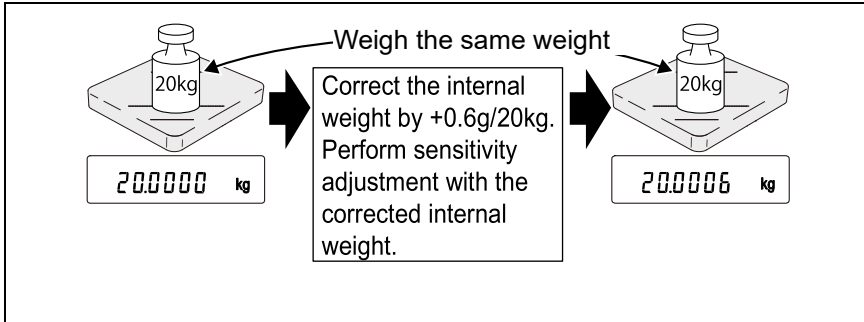 Weigh the same weight
20kg
20kg
Correct the internal
weight by +0.6g/20kg.
Perform sensitivity
adjustment with the
corrected internal
weight.
20.0000 kg
20.0006 kg